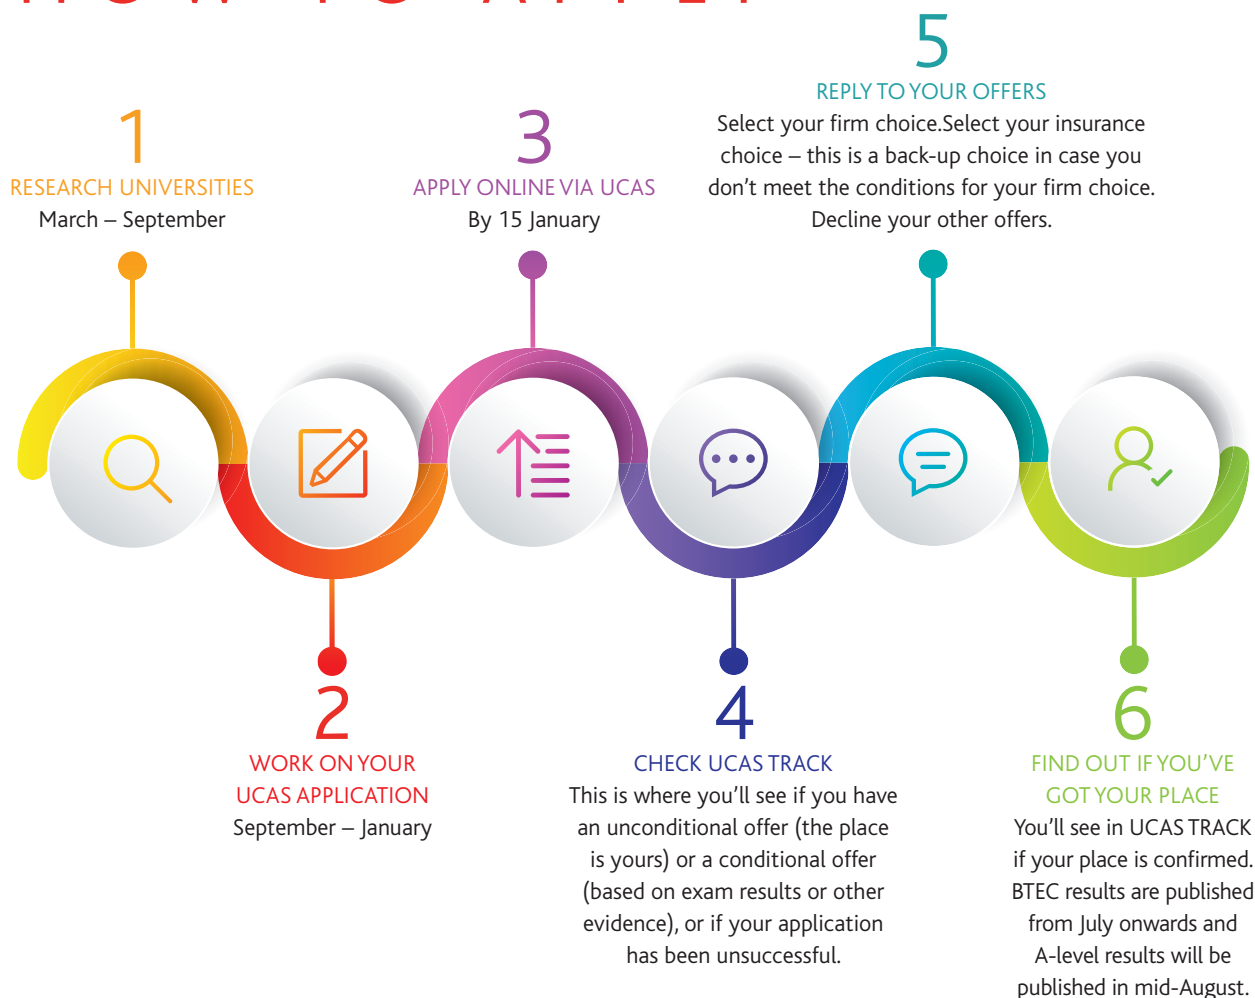 HOW TO APPLY
1
RESEARCH UNIVERSITIES
March – September
2
WORK ON YOUR
UCAS APPLICATION
September – January
3
APPLY ONLINE VIA UCAS
By 15 January
4
CHECK UCAS TRACK
This is where you’ll see if you have
an unconditional offer (the place
is yours) or a conditional offer
(based on exam results or other
evidence), or if your application
has been unsuccessful.
5
REPLY TO YOUR OFFERS
Select your firm choice.Select your insurance
choice – this is a back-up choice in case you
don’t meet the conditions for your firm choice.
Decline your other offers.
6
FIND OUT IF YOU’VE
GOT YOUR PLACE
You’ll see in UCAS TRACK
if your place is confirmed.
BTEC results are published
from July onwards and
A-level results will be
published in mid-August.